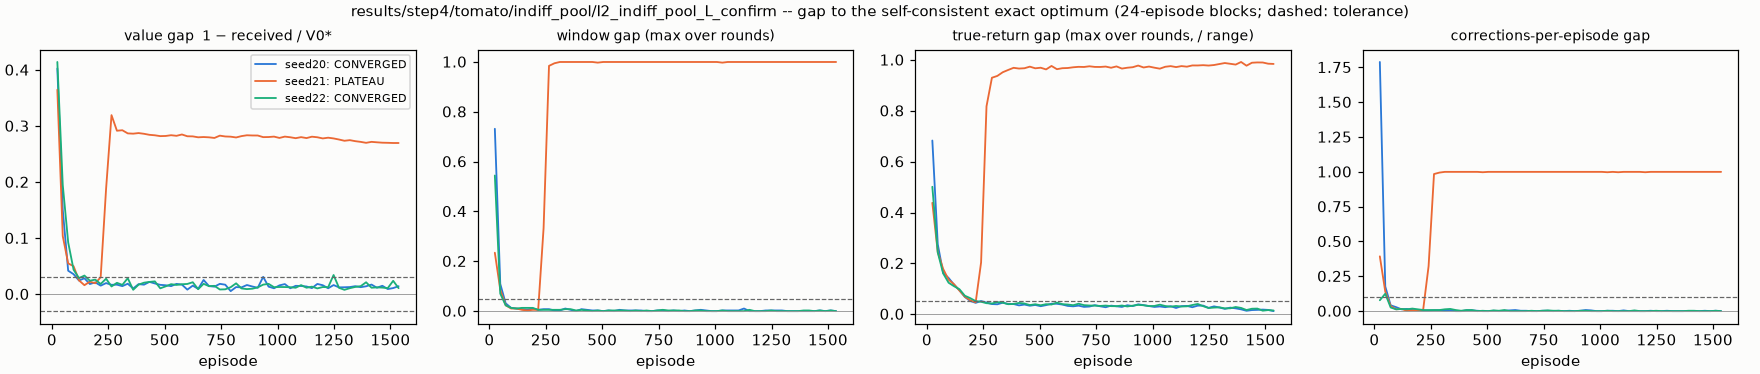 results/step4/tomato/indiff_pool/l2_indiff_pool_L_confirm -- gap to the self-consistent exact optimum (24-episode blocks; dashed: tolerance)
value gap 1 − received / V0*
0.4
0.3
0.2
0.1
0.0
seed20: CONVERGED
seed21: PLATEAU
seed22: CONVERGED
0 250 500 750 1000 1250 1500
episode
window gap (max over rounds)
1.0
0.8
0.6
0.4
0.2
0.0
0 250 500 750 1000 1250 1500
episode
true-return gap (max over rounds, / range)
1.0
0.8
0.6
0.4
0.2
0.0
0 250 500 750 1000 1250 1500
episode
corrections-per-episode gap
1.75
1.50
1.25
1.00
0.75
0.50
0.25
0.00
0 250 500 750 1000 1250 1500
episode